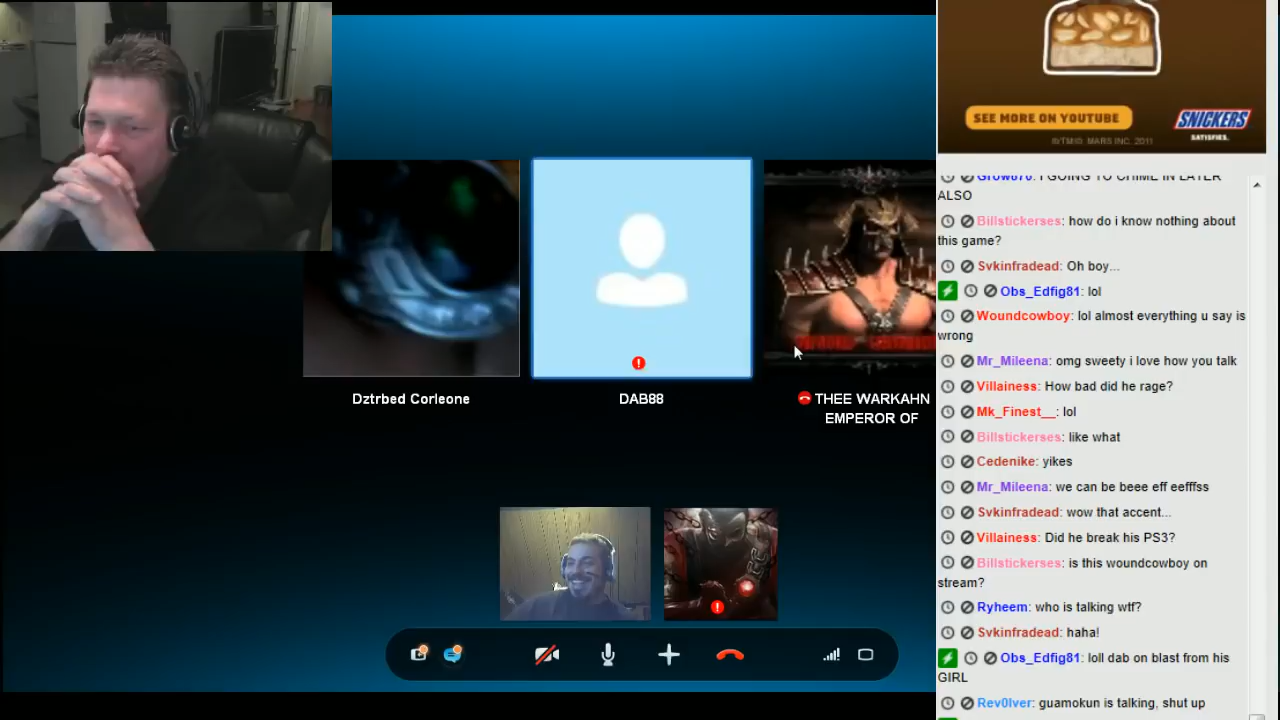 SEE MORE ON YOUTUBE
SNICKERS
SATISFIES.
®/TM© MARS INC. 2011
Grow870: I GOING TO CHIME IN LATER
ALSO
Billstickerses: how do i know nothing about
this game?
Svkinfradead: Oh boy...
Obs_Edfig81: lol
Woundcowboy: lol almost everything u say is
wrong
Mr_Mileena: omg sweety i love how you talk
Villainess: How bad did he rage?
Mk_Finest__: lol
Billstickerses: like what
Cedenike: yikes
Mr_Mileena: we can be beee eff eefffss
Svkinfradead: wow that accent...
Villainess: Did he break his PS3?
Billstickerses: is this woundcowboy on
stream?
Ryheem: who is talking wtf?
Svkinfradead: haha!
Obs_Edfig81: loll dab on blast from his
GIRL
Rev0lver: guamokun is talking, shut up
Dztrbed Corleone
DAB88
THEE WARKAHN
EMPEROR OF